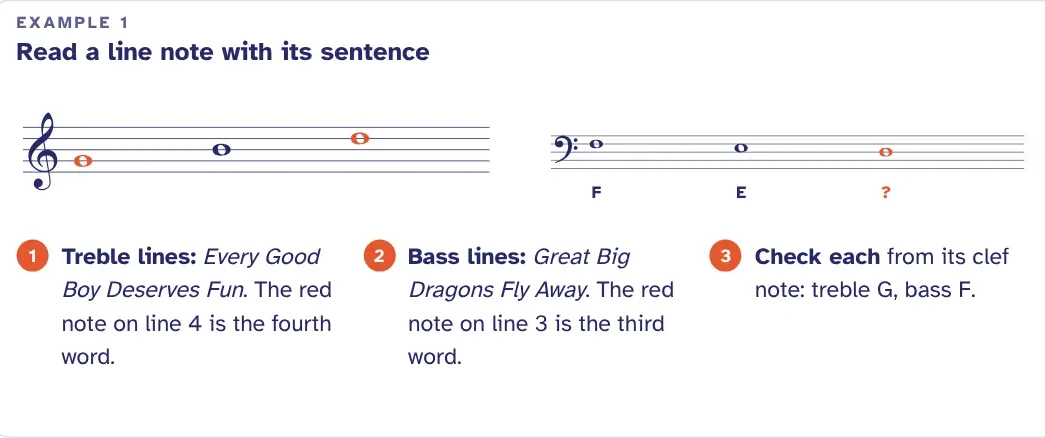 EXAMPLE 1
Read a line note with its sentence
F E ?
1 Treble lines: Every Good
Boy Deserves Fun. The red
note on line 4 is the fourth
word.
2 Bass lines: Great Big
Dragons Fly Away. The red
note on line 3 is the third
word.
3 Check each from its clef
note: treble G, bass F.